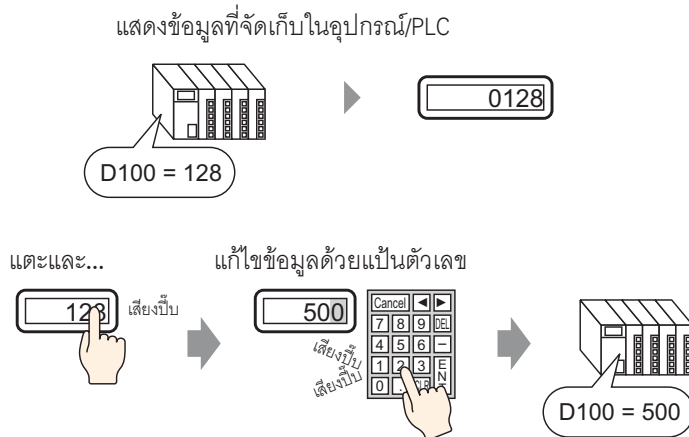 แสดงข้อมูลที่จัดเก็บในอุปกรณ์/PLC
0128
D100 = 128
แตะและ...
แก้ไขข้อมูลด้วยแป้นตัวเลข
128
เสียงปี๊บ
500
เสียงปี๊บ
เสียงปี๊บ
Cancel ◀ ▶
7 8 9 DEL
4 5 6 −
1 2 3
0 .
D100 = 500